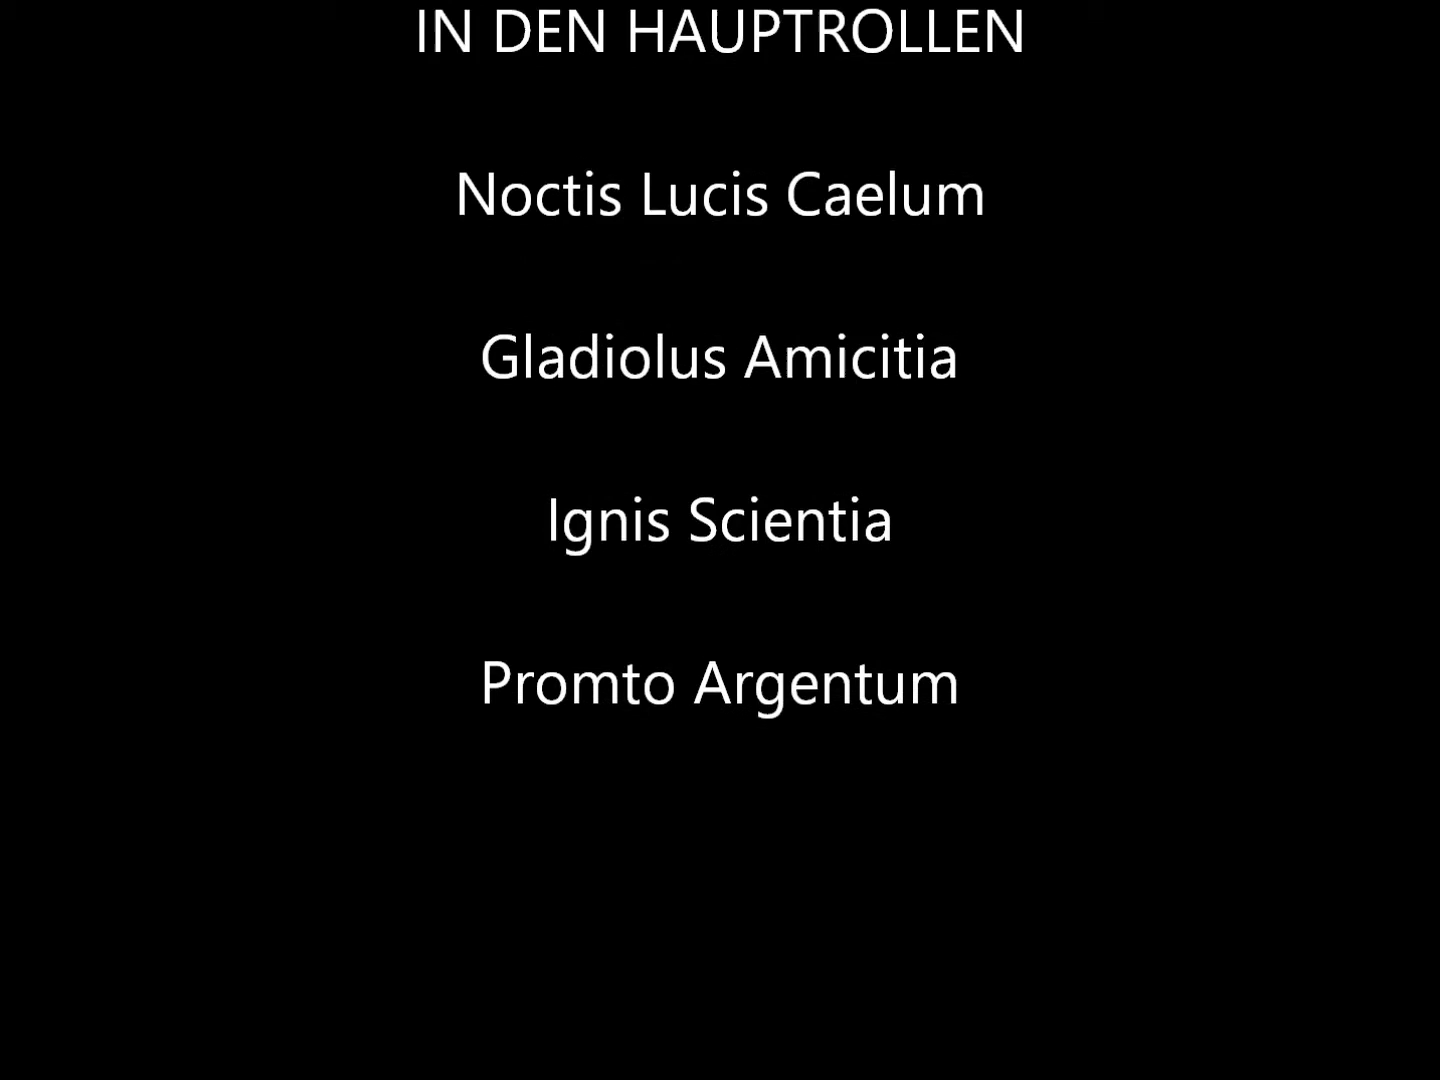 IN DEN HAUPTROLLEN
Noctis Lucis Caelum
Gladiolus Amicitia
Ignis Scientia
Promto Argentum